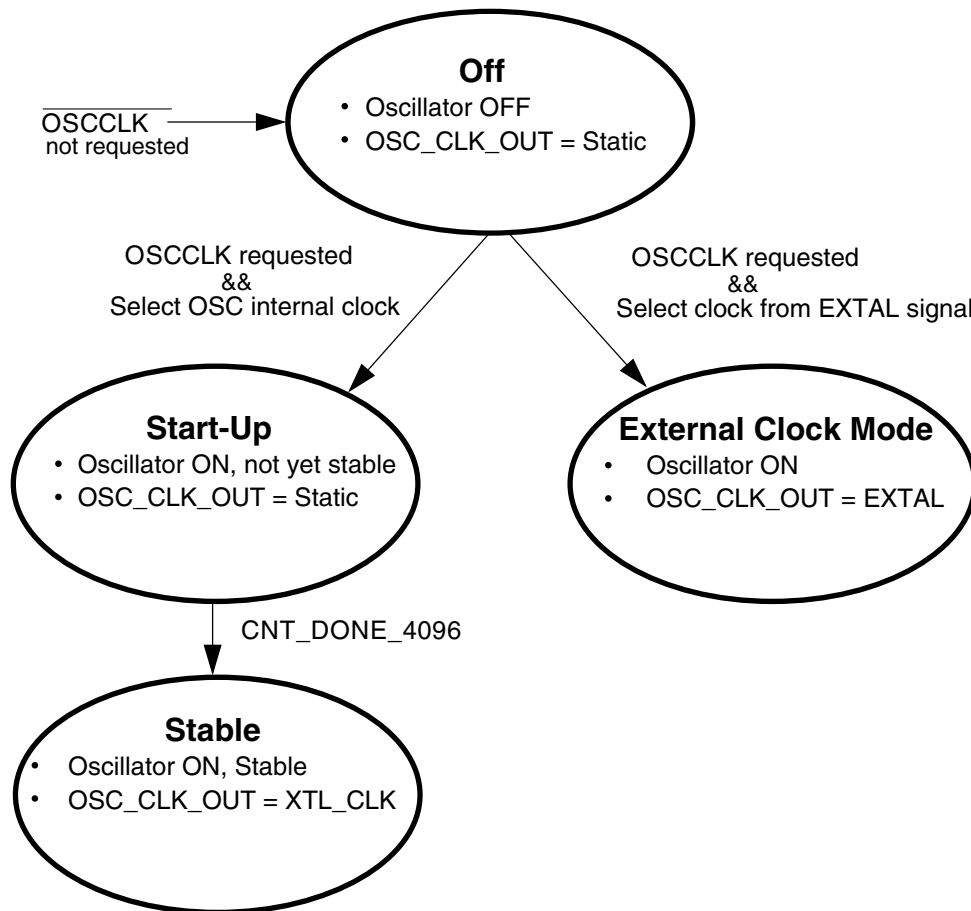 Off
• Oscillator OFF
• OSC_CLK_OUT = Static
OSCCLK
not requested
OSCCLK requested
&&
Select OSC internal clock
OSCCLK requested
&&
Select clock from EXTAL signal
Start-Up
• Oscillator ON, not yet stable
• OSC_CLK_OUT = Static
External Clock Mode
• Oscillator ON
• OSC_CLK_OUT = EXTAL
CNT_DONE_4096
Stable
• Oscillator ON, Stable
• OSC_CLK_OUT = XTL_CLK